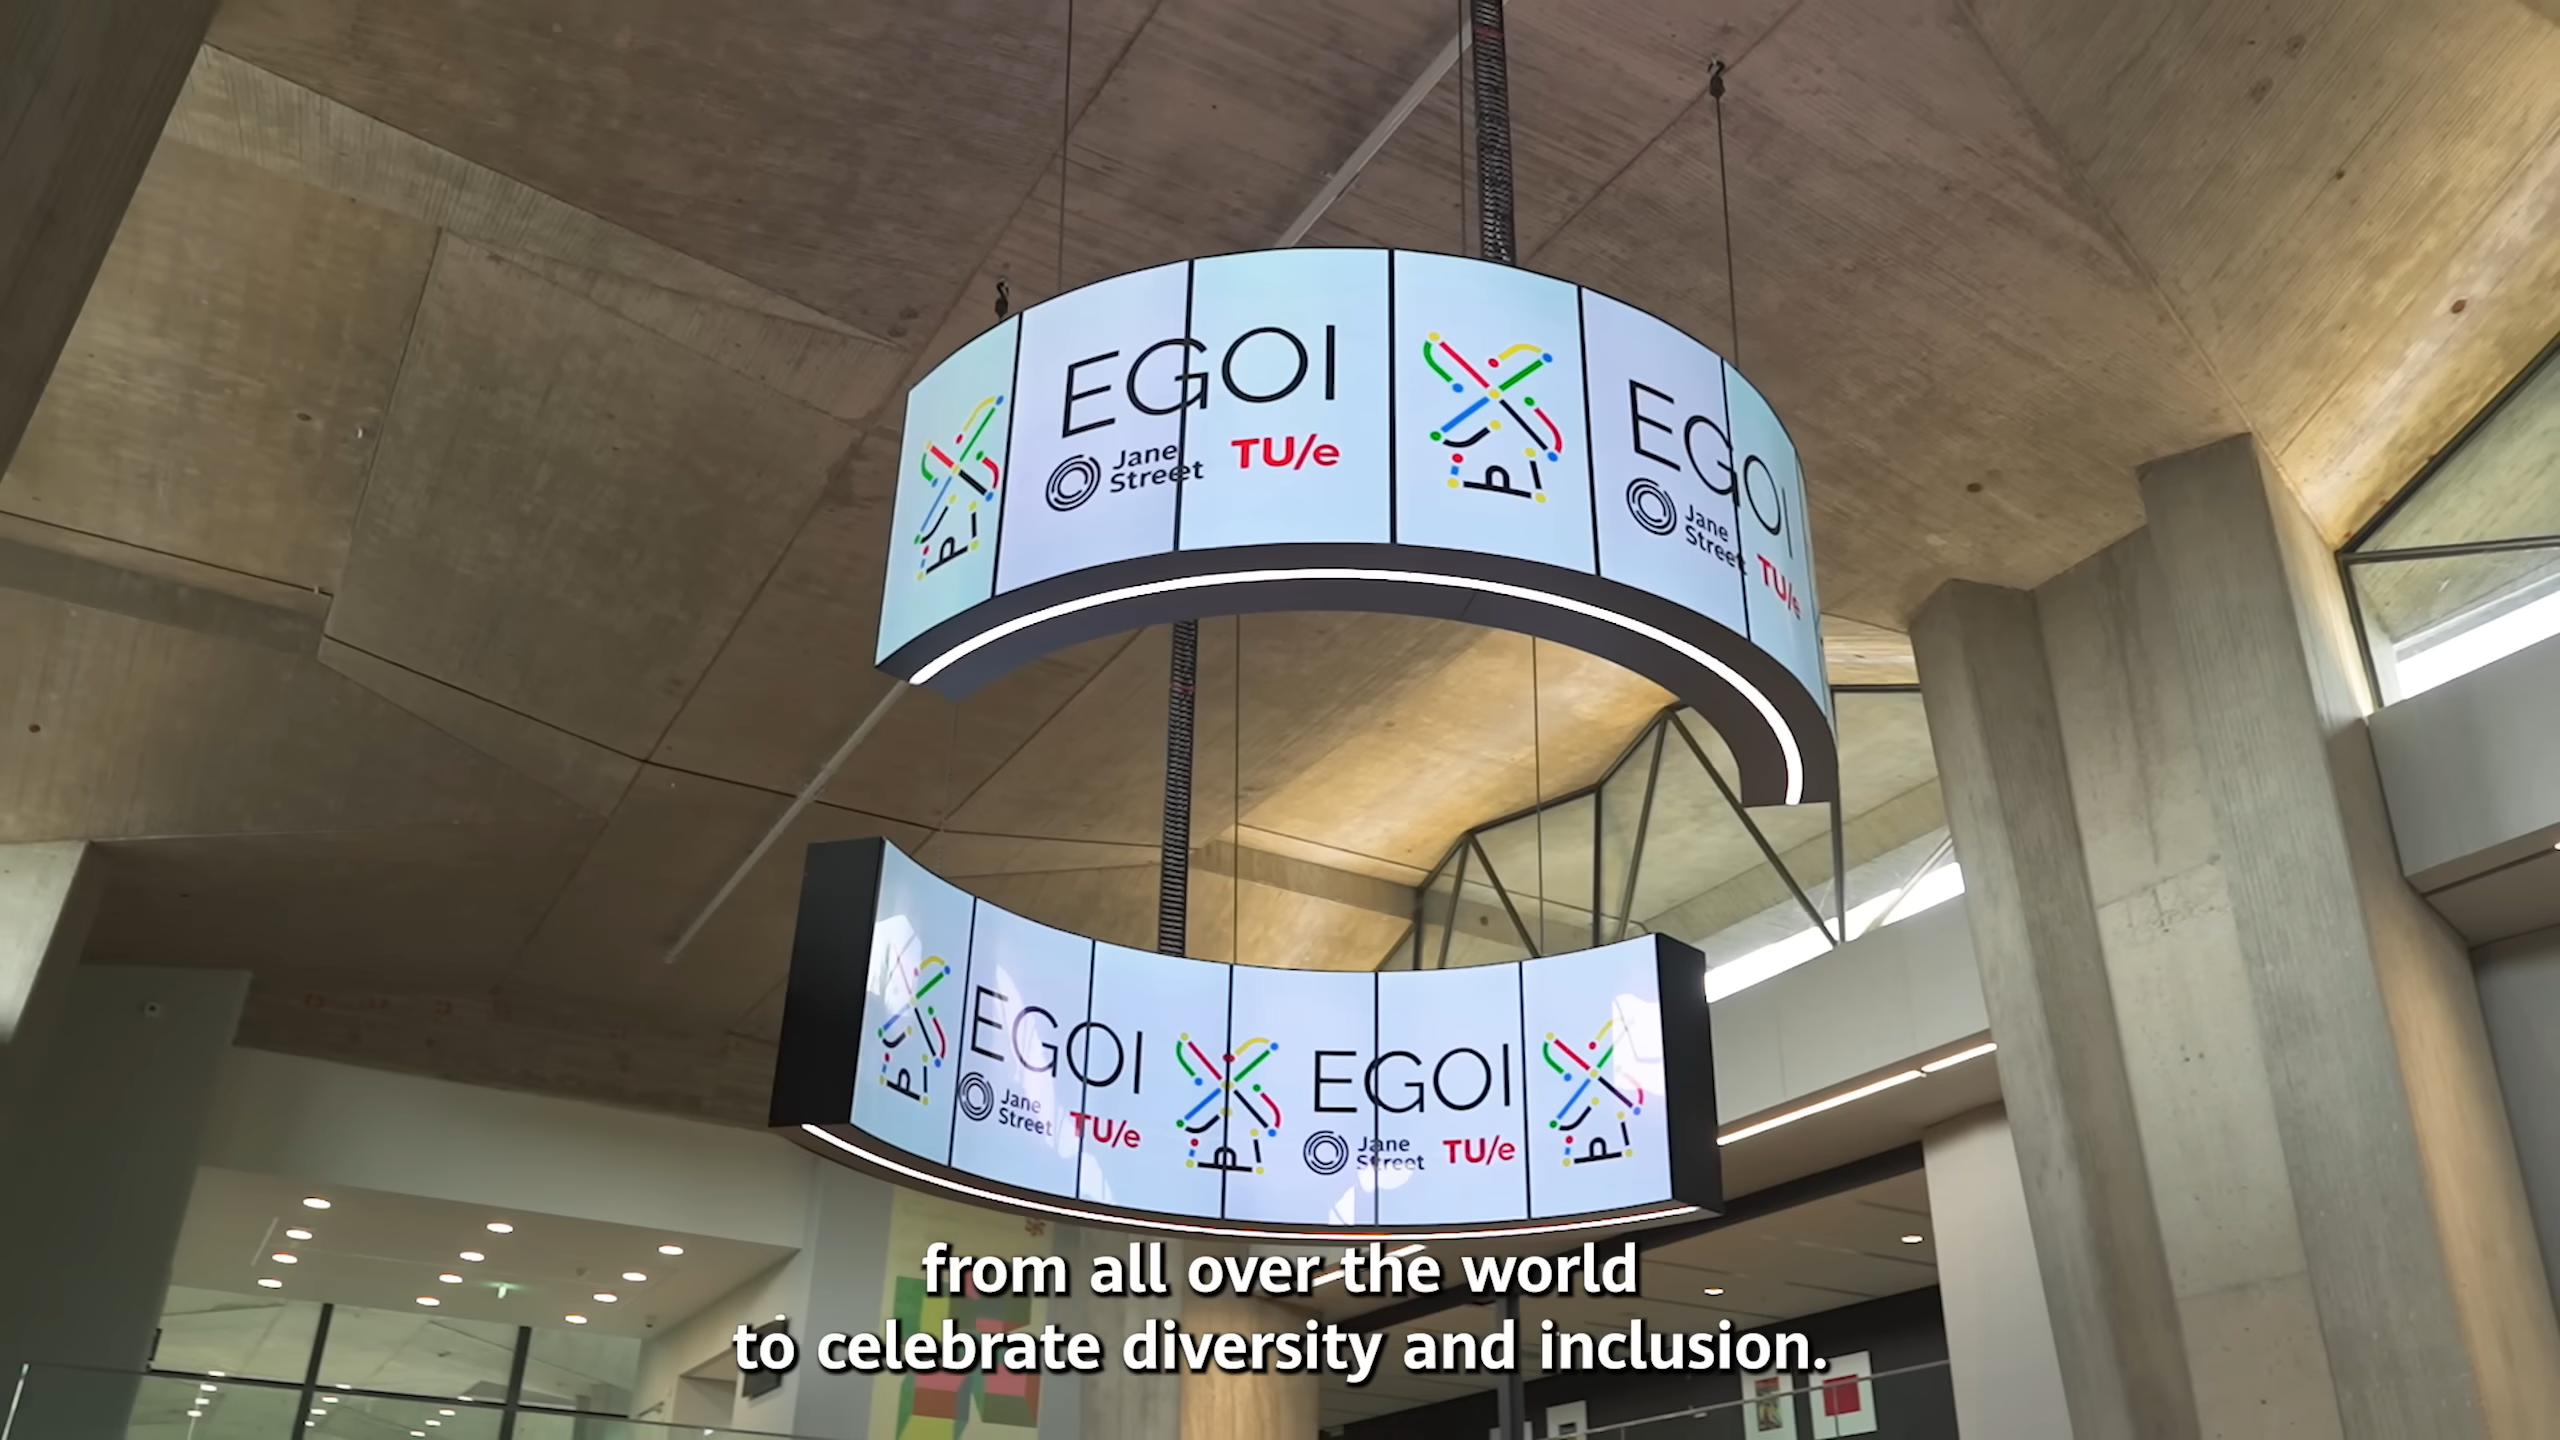 EGOI
Jane
Street
TU/e
EGOI
Jane
Street
TU/e
EGOI
Jane
Street
TU/e
EGOI
Jane
Street
TU/e
from all over the world
to celebrate diversity and inclusion.